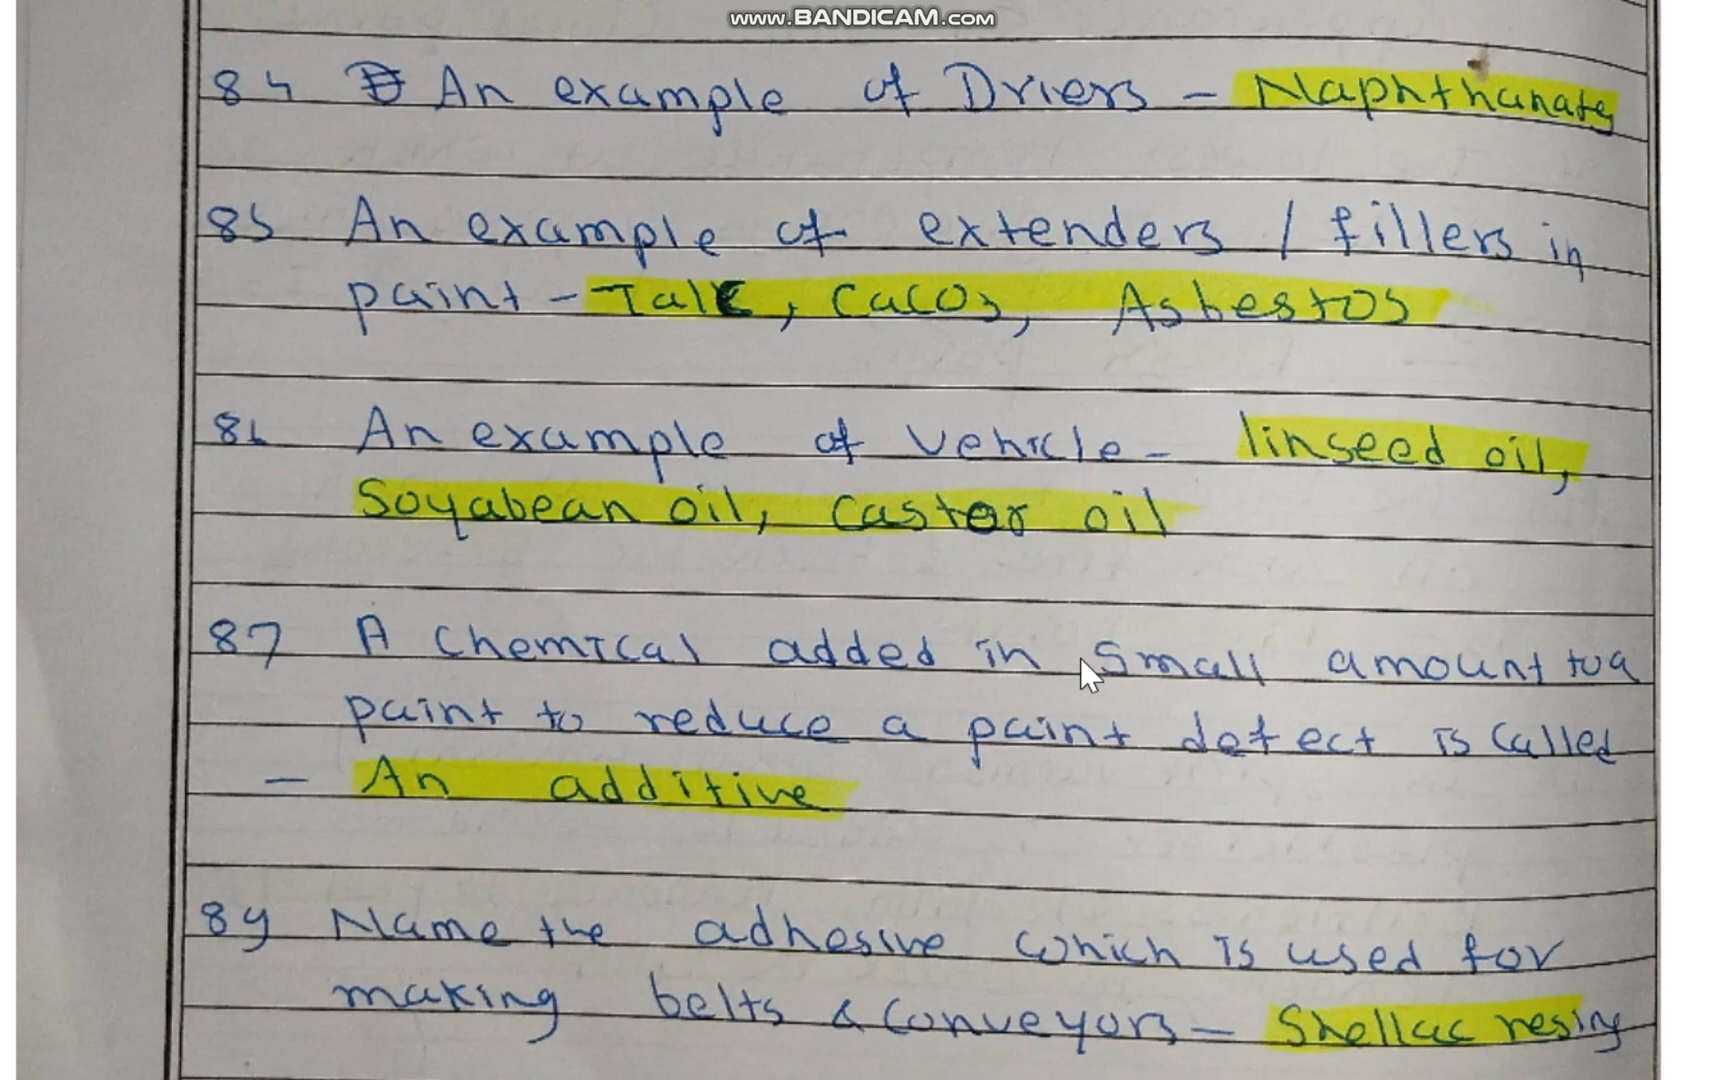 www.BANDICAM.com
84 An example of Driers - Naphthanate
85 An example of extenders / fillers in
paint - Talc, CaCO3, Asbestos
86 An example of vehicle - linseed oil,
Soyabean oil, castor oil
87 A chemical added in small amount to a
paint to reduce a paint defect is called
- An additive
89 Name the adhesive which is used for
making belts & conveyors - Shellac resins